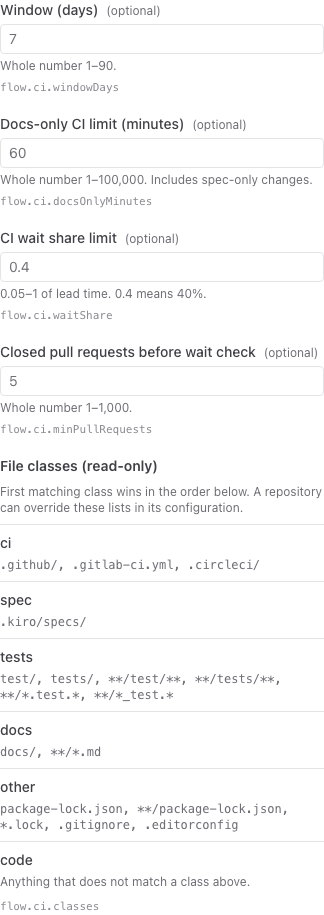 Window (days) (optional)
7
Whole number 1–90.
flow.ci.windowDays
Docs-only CI limit (minutes) (optional)
60
Whole number 1–100,000. Includes spec-only changes.
flow.ci.docsOnlyMinutes
CI wait share limit (optional)
0.4
0.05–1 of lead time. 0.4 means 40%.
flow.ci.waitShare
Closed pull requests before wait check (optional)
5
Whole number 1–1,000.
flow.ci.minPullRequests
File classes (read-only)
First matching class wins in the order below. A repository
can override these lists in its configuration.
ci
.github/, .gitlab-ci.yml, .circleci/
spec
.kiro/specs/
tests
test/, tests/, **/test/**, **/tests/**,
**/*.test.*, **/*_test.*
docs
docs/, **/*.md
other
package-lock.json, **/package-lock.json,
*.lock, .gitignore, .editorconfig
code
Anything that does not match a class above.
flow.ci.classes